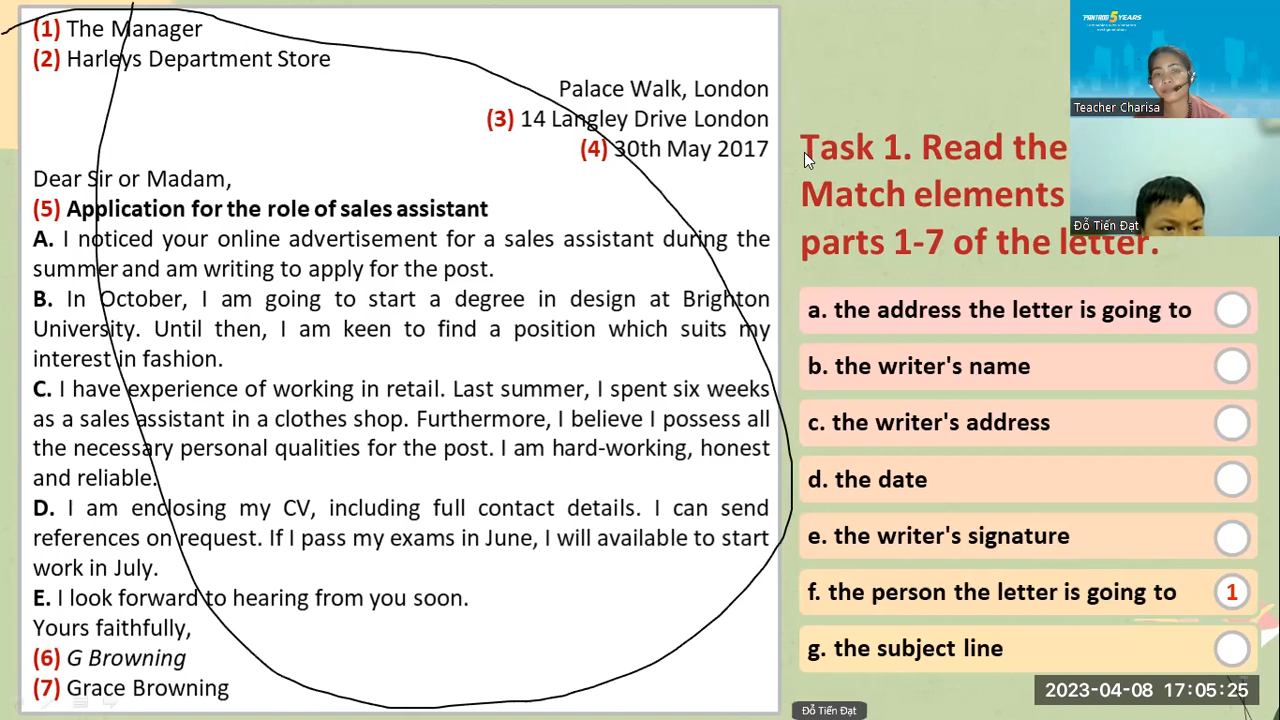 (1) The Manager
(2) Harleys Department Store
Palace Walk, London
(3) 14 Langley Drive London
(4) 30th May 2017
Dear Sir or Madam,
(5) Application for the role of sales assistant
A. I noticed your online advertisement for a sales assistant during the
summer and am writing to apply for the post.
B. In October, I am going to start a degree in design at Brighton
University. Until then, I am keen to find a position which suits my
interest in fashion.
C. I have experience of working in retail. Last summer, I spent six weeks
as a sales assistant in a clothes shop. Furthermore, I believe I possess all
the necessary personal qualities for the post. I am hard-working, honest
and reliable.
D. I am enclosing my CV, including full contact details. I can send
references on request. If I pass my exams in June, I will available to start
work in July.
E. I look forward to hearing from you soon.
Yours faithfully,
(6) G Browning
(7) Grace Browning
Task 1. Read the
Match elements
parts 1-7 of the letter.
a. the address the letter is going to
b. the writer's name
c. the writer's address
d. the date
e. the writer's signature
f. the person the letter is going to 1
g. the subject line
5 YEARS
Teacher Charisa
Đỗ Tiến Đạt
2023-04-08 17:05:25
Đỗ Tiến Đạt